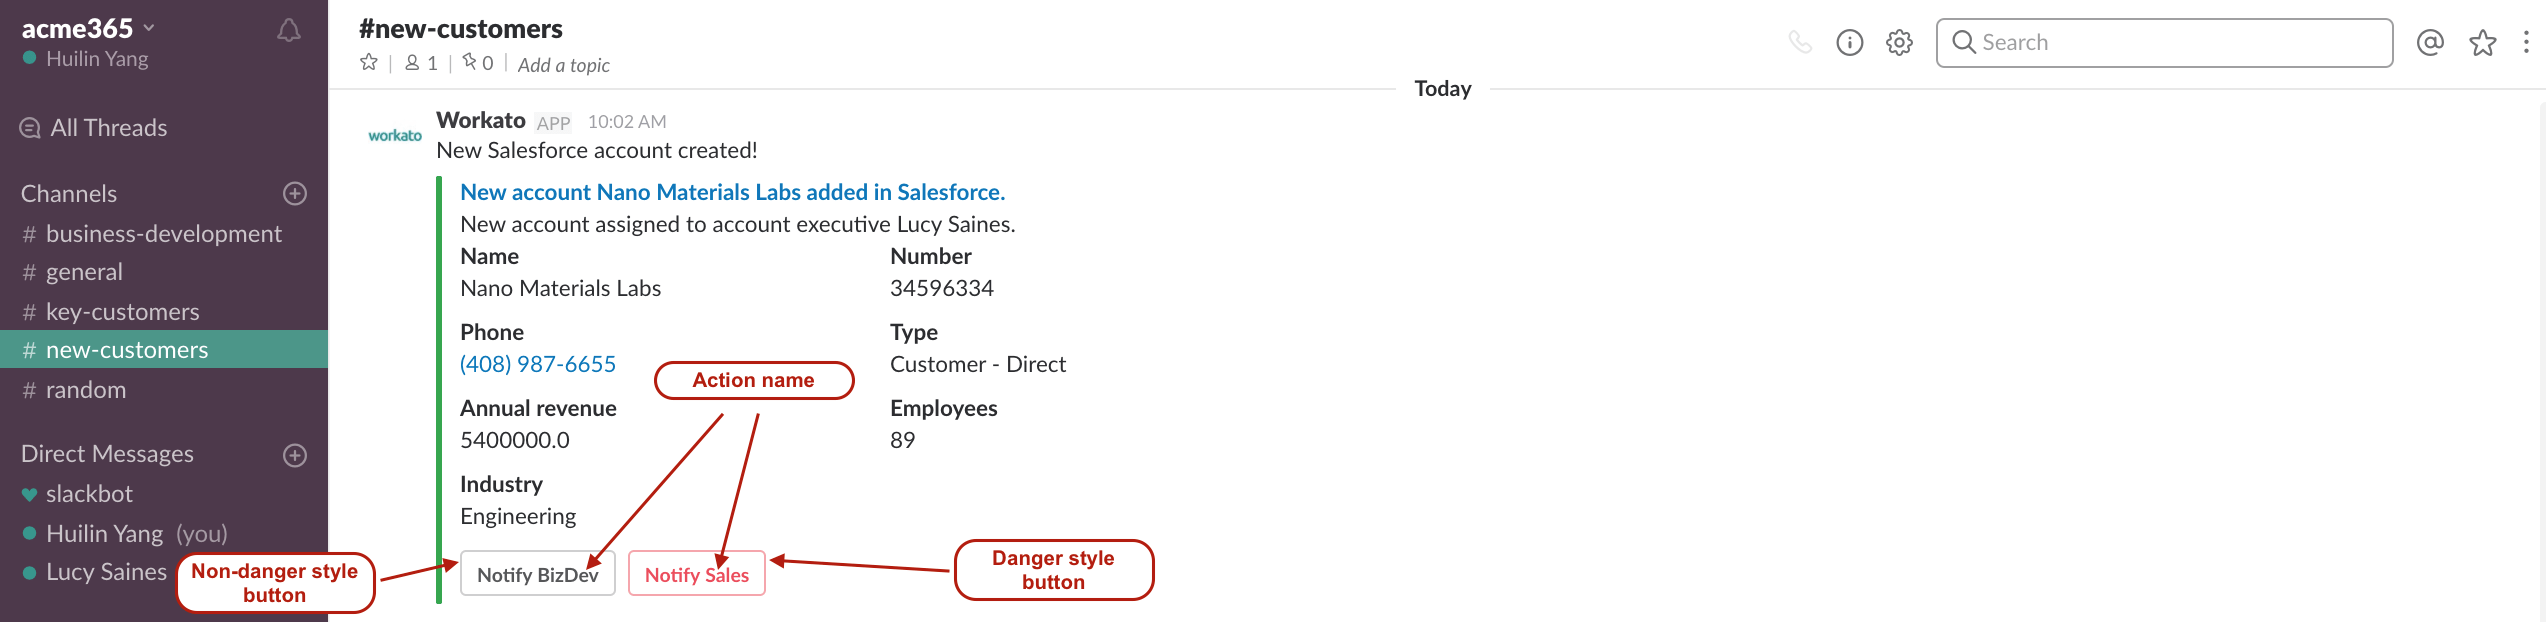 acme365
Huilin Yang
All Threads
Channels
# business-development
# general
# key-customers
# new-customers
# random
Direct Messages
slackbot
Huilin Yang (you)
Lucy Saines
#new-customers
1 | 0 | Add a topic
Search
Today
workato
Workato APP 10:02 AM
New Salesforce account created!
New account Nano Materials Labs added in Salesforce.
New account assigned to account executive Lucy Saines.
Name Number
Nano Materials Labs 34596334
Phone Type
(408) 987-6655 Customer - Direct
Action name
Annual revenue Employees
5400000.0 89
Industry
Engineering
Notify BizDev Notify Sales
Non-danger style
button
Danger style
button